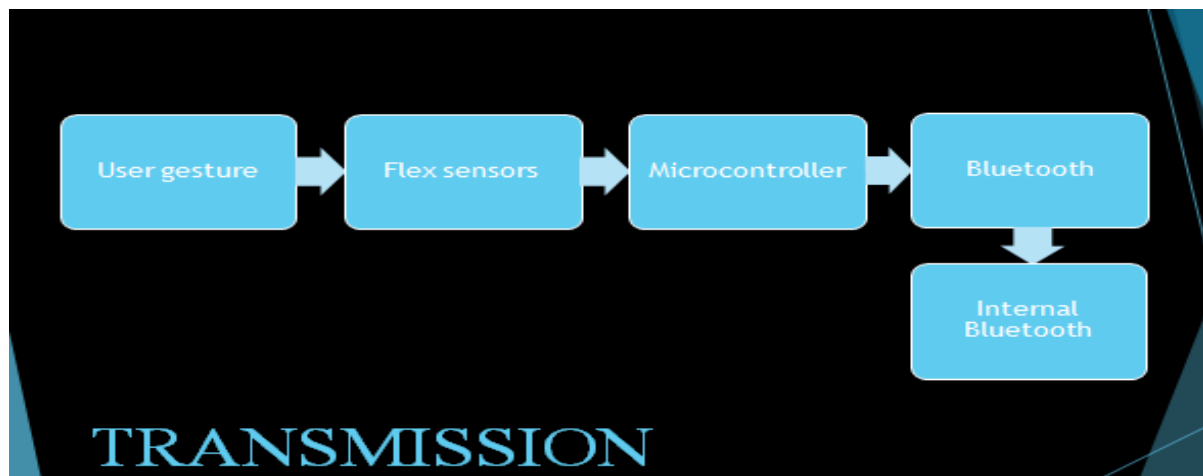 User gesture
Flex sensors
Microcontroller
Bluetooth
Internal
Bluetooth
TRANSMISSION